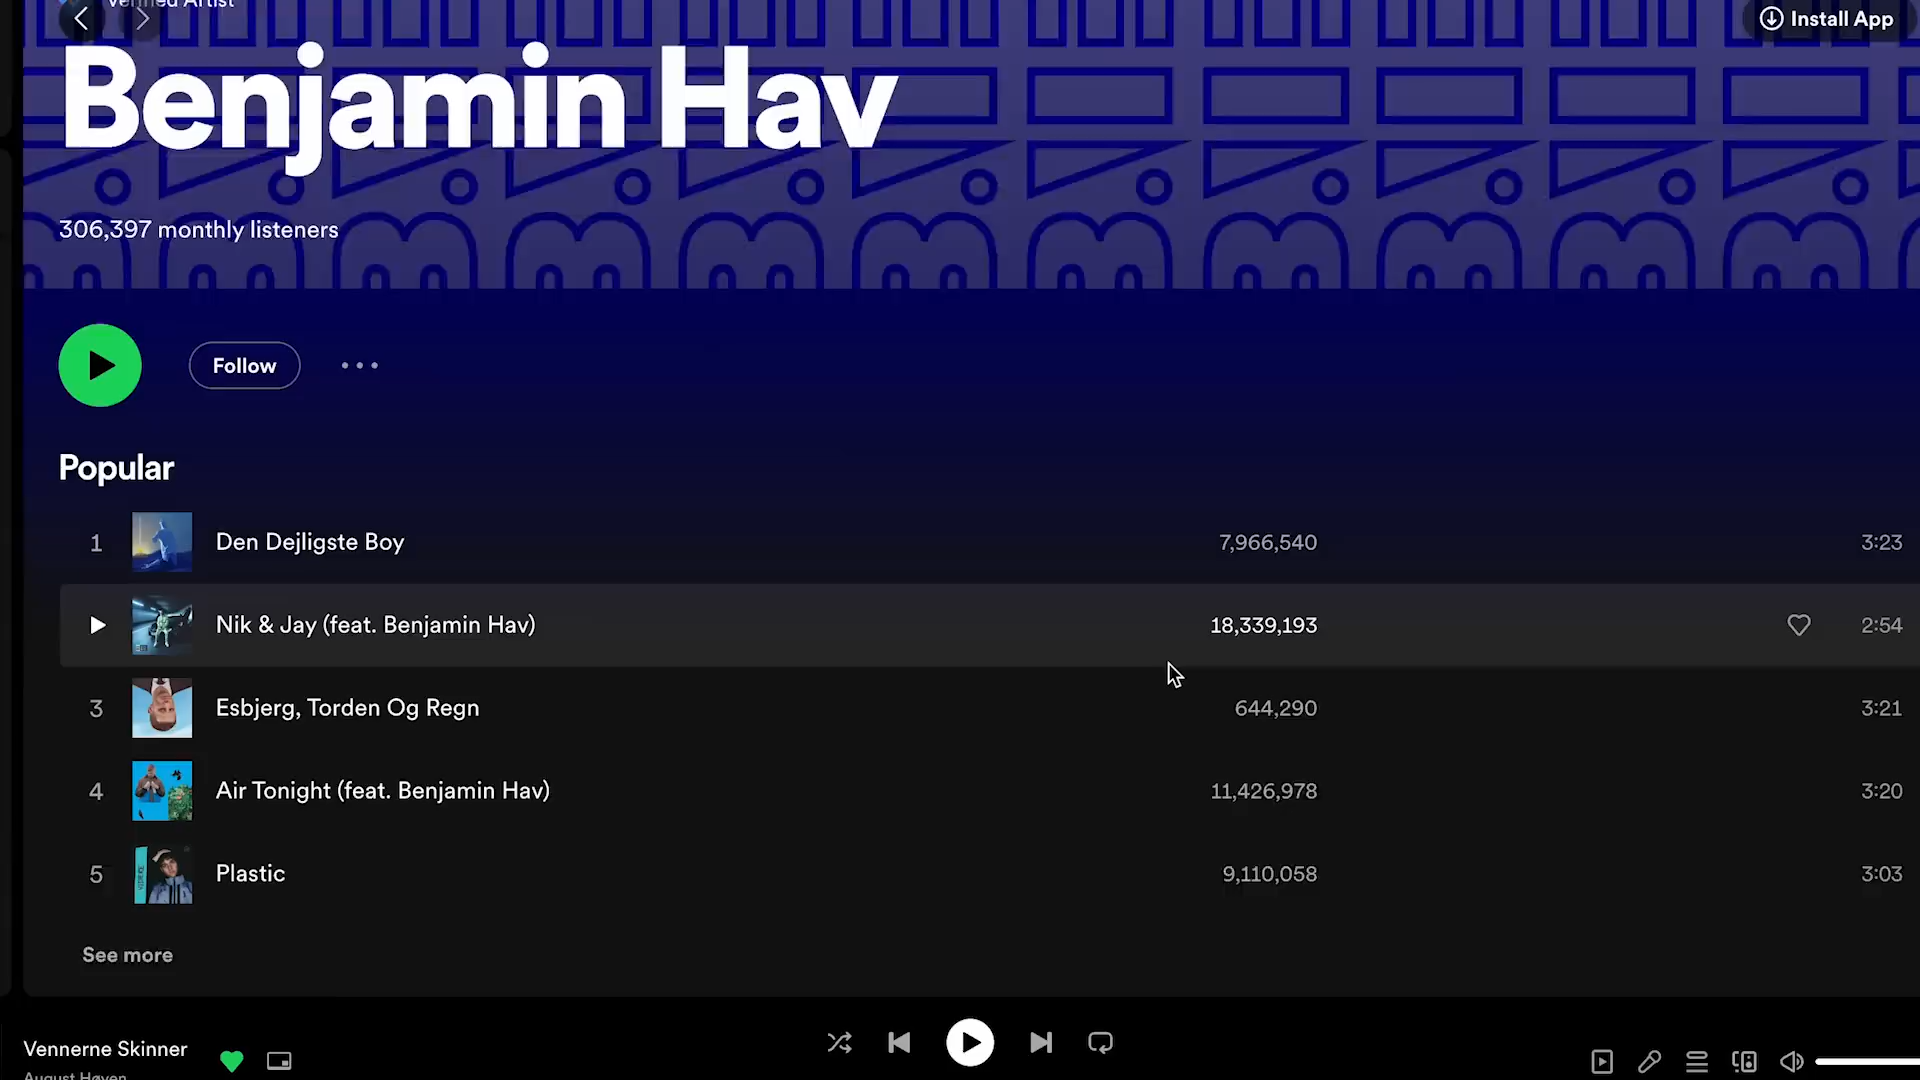 Verified Artist
Install App
Benjamin Hav
306,397 monthly listeners
Follow
Popular
1 Den Dejligste Boy 7,966,540 3:23
Nik & Jay (feat. Benjamin Hav) 18,339,193 2:54
3 Esbjerg, Torden Og Regn 644,290 3:21
4 Air Tonight (feat. Benjamin Hav) 11,426,978 3:20
5 Plastic 9,110,058 3:03
See more
Vennerne Skinner
August Høyen